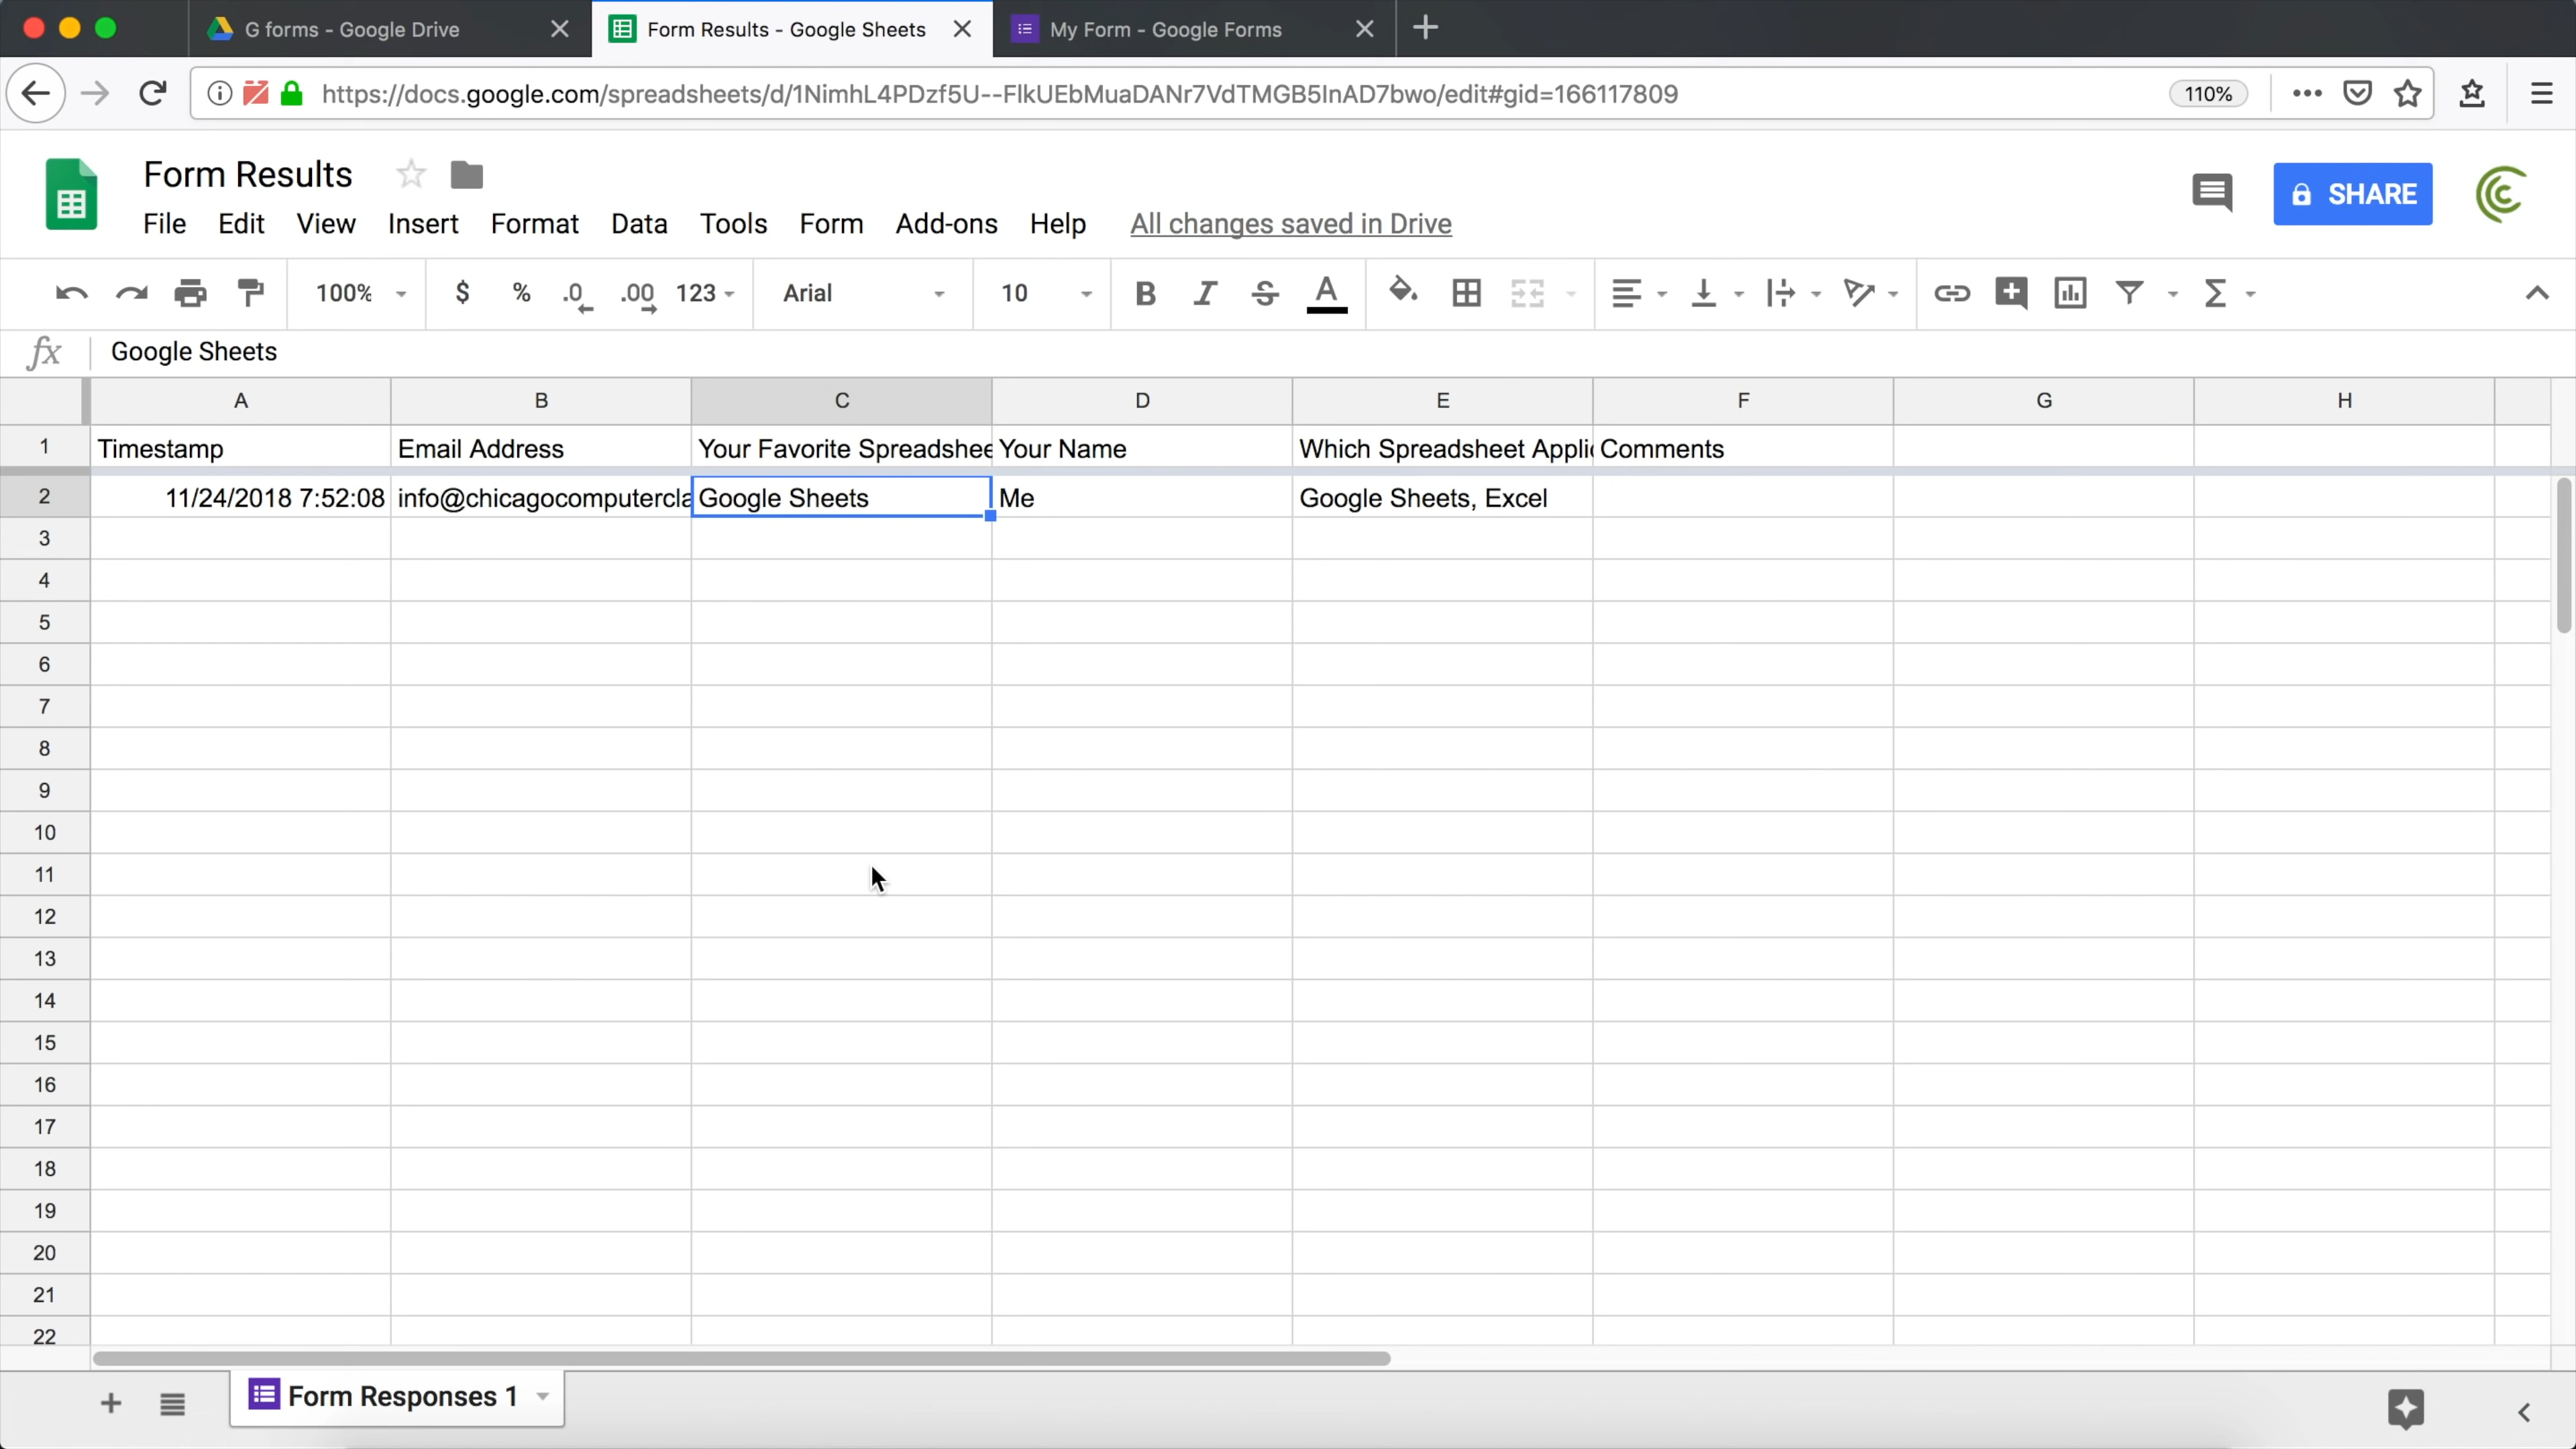 G forms - Google Drive
Form Results - Google Sheets
My Form - Google Forms
https://docs.google.com/spreadsheets/d/1NimhL4PDzf5U--FlkUEbMuaDANr7VdTMGB5InAD7bwo/edit#gid=166117809
110%
Form Results
File Edit View Insert Format Data Tools Form Add-ons Help All changes saved in Drive
SHARE
100% $ % .0 .00 123 Arial 10 B I S A
fx Google Sheets
A B C D E F G H
1 Timestamp Email Address Your Favorite Spreadshee Your Name Which Spreadsheet Applic Comments
2 11/24/2018 7:52:08 info@chicagocomputercla Google Sheets Me Google Sheets, Excel
3
4
5
6
7
8
9
10
11
12
13
14
15
16
17
18
19
20
21
22
Form Responses 1